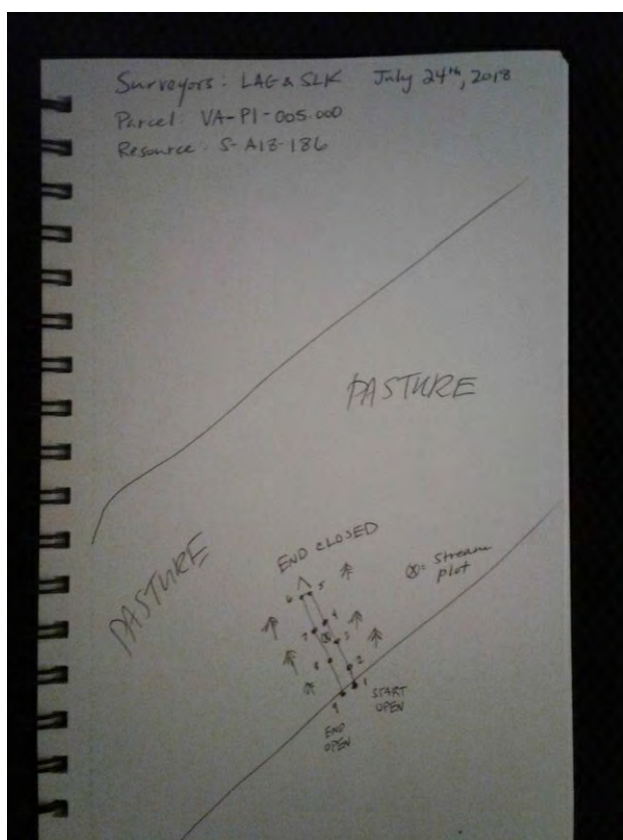 Surveyors: LAG & SLK July 24th, 2018
Parcel: VA-PI-005.000
Resource: S-A13-186
PASTURE
PASTURE
END CLOSED
⊗ = Stream
plot
6 5
7 4
⊗ 3
8 2
9 1
START
OPEN
END
OPEN